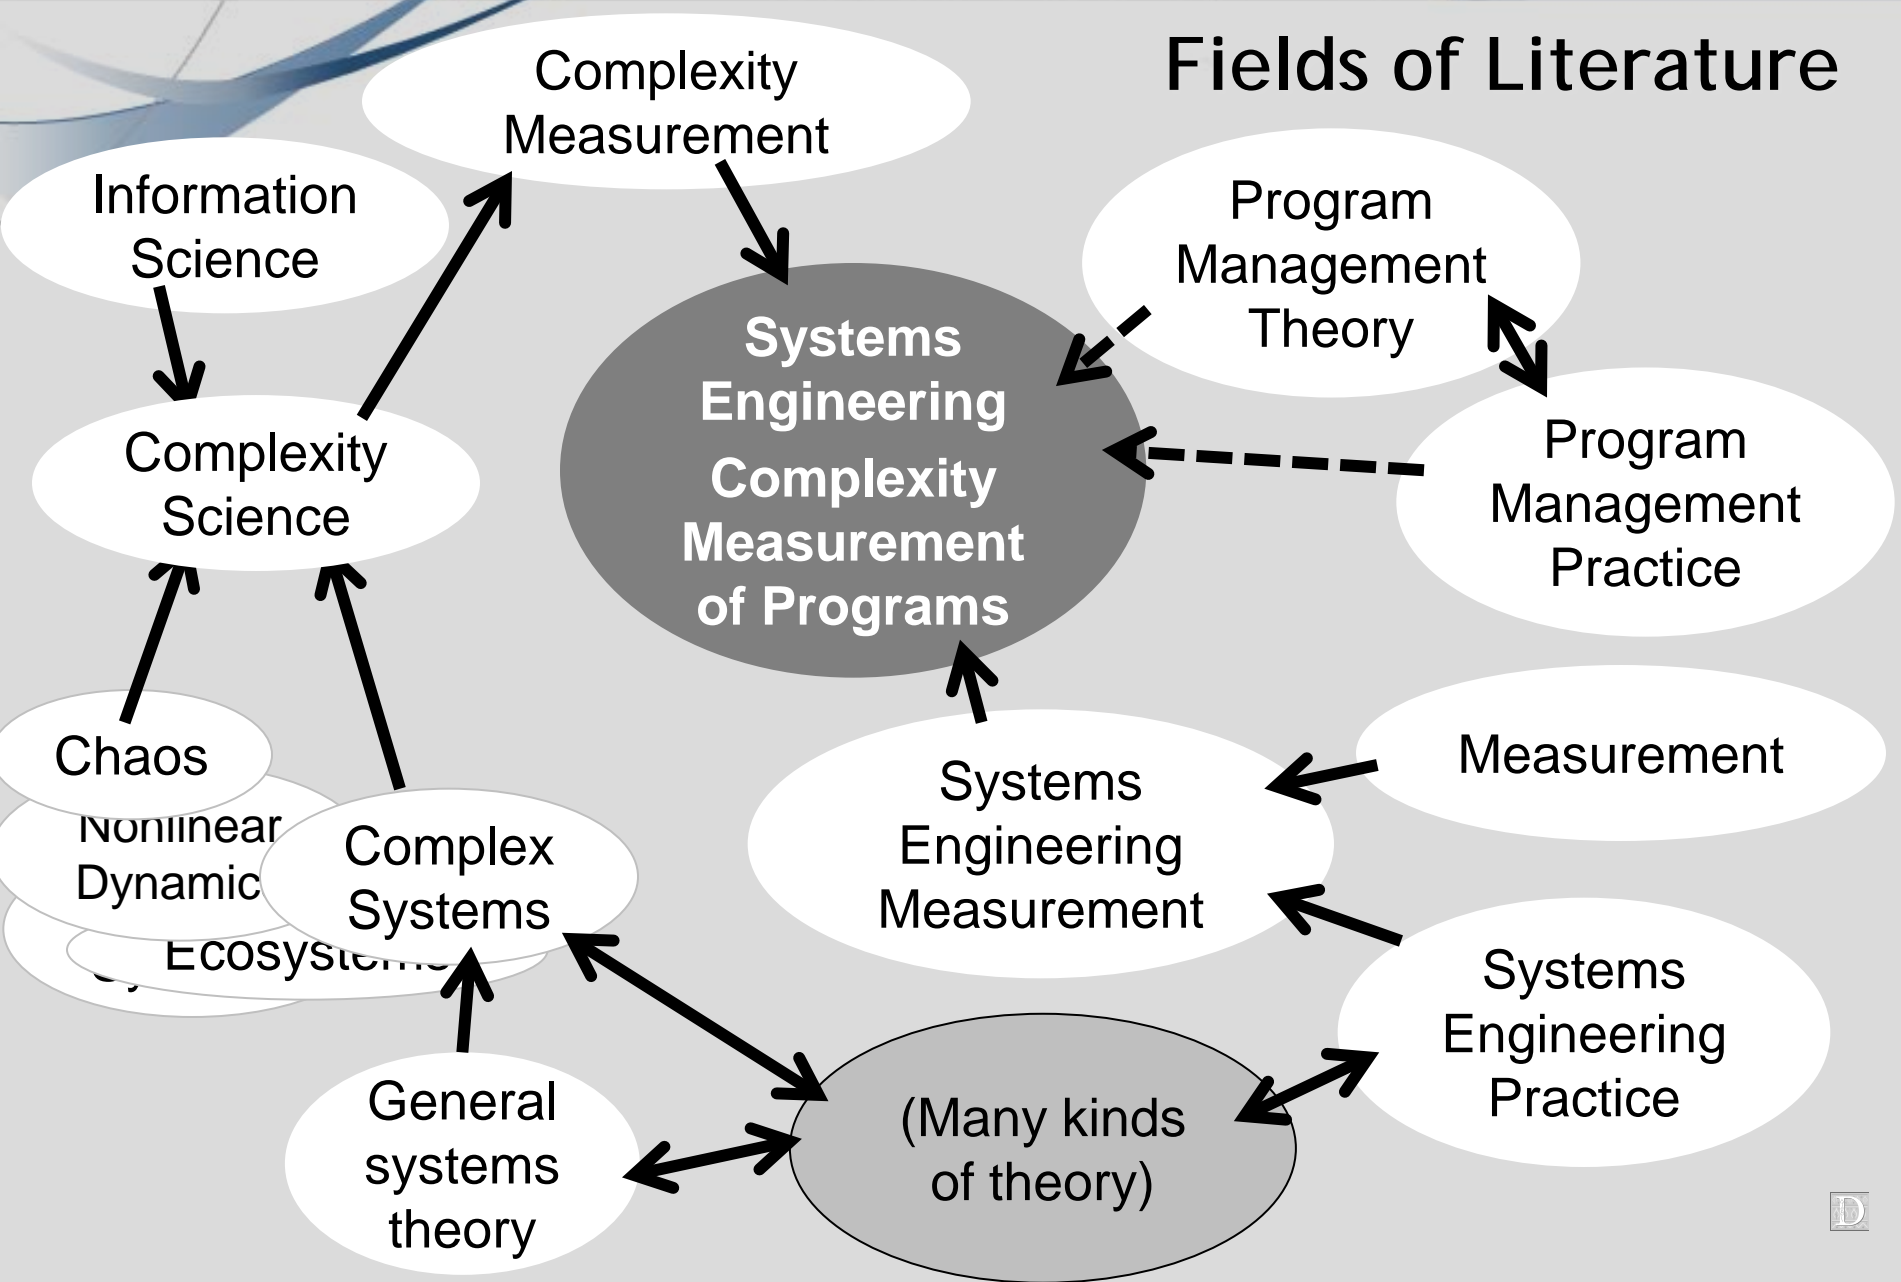 Fields of Literature
Complexity
Measurement
Information
Science
Program
Management
Theory
Systems
Engineering
Complexity
Measurement
of Programs
Complexity
Science
Program
Management
Practice
Chaos
Nonlinear
Dynamic
Complex
Systems
Ecosystems
Systems
Engineering
Measurement
Measurement
Systems
Engineering
Practice
General
systems
theory
(Many kinds
of theory)
D